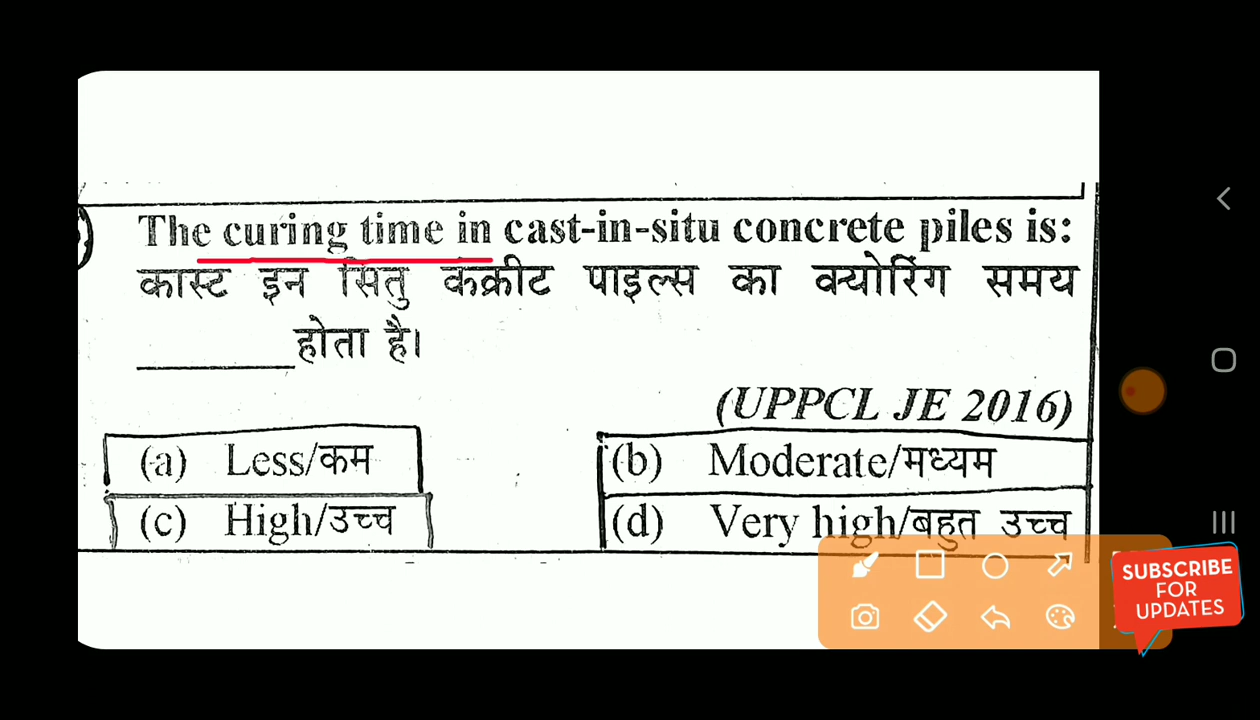 The curing time in cast-in-situ concrete piles is:
कास्ट इन सितु कंक्रीट पाइल्स का क्योरिंग समय
_________ होता है।
(UPPCL JE 2016)
(a) Less/कम (b) Moderate/मध्यम
(c) High/उच्च (d) Very high/बहुत उच्च
SUBSCRIBE
FOR
UPDATES